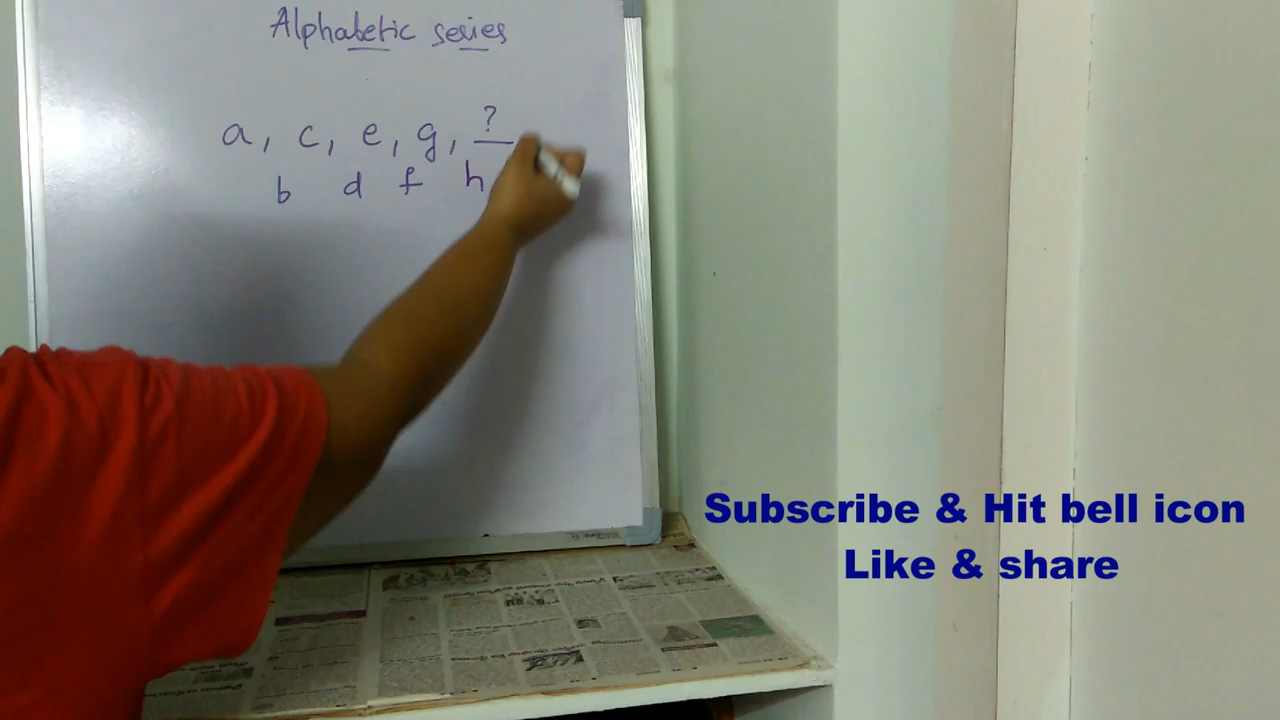 Alphabetic series
a, c, e, g, ?
b d f h
Subscribe & Hit bell icon
Like & share